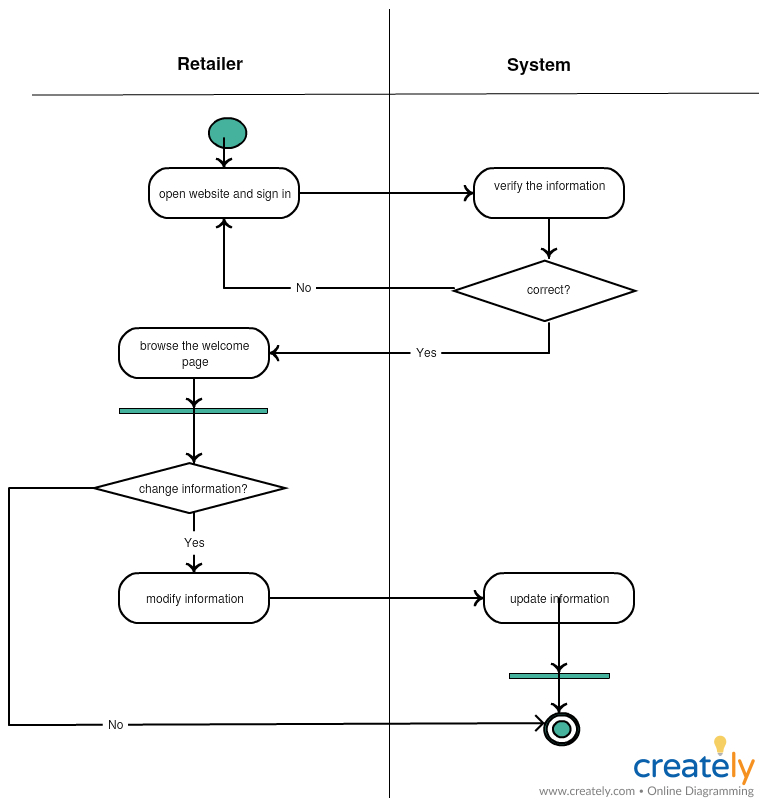 Retailer
System
open website and sign in
verify the information
correct?
No
browse the welcome
page
Yes
change information?
Yes
modify information
update information
No
creately
www.creately.com • Online Diagramming